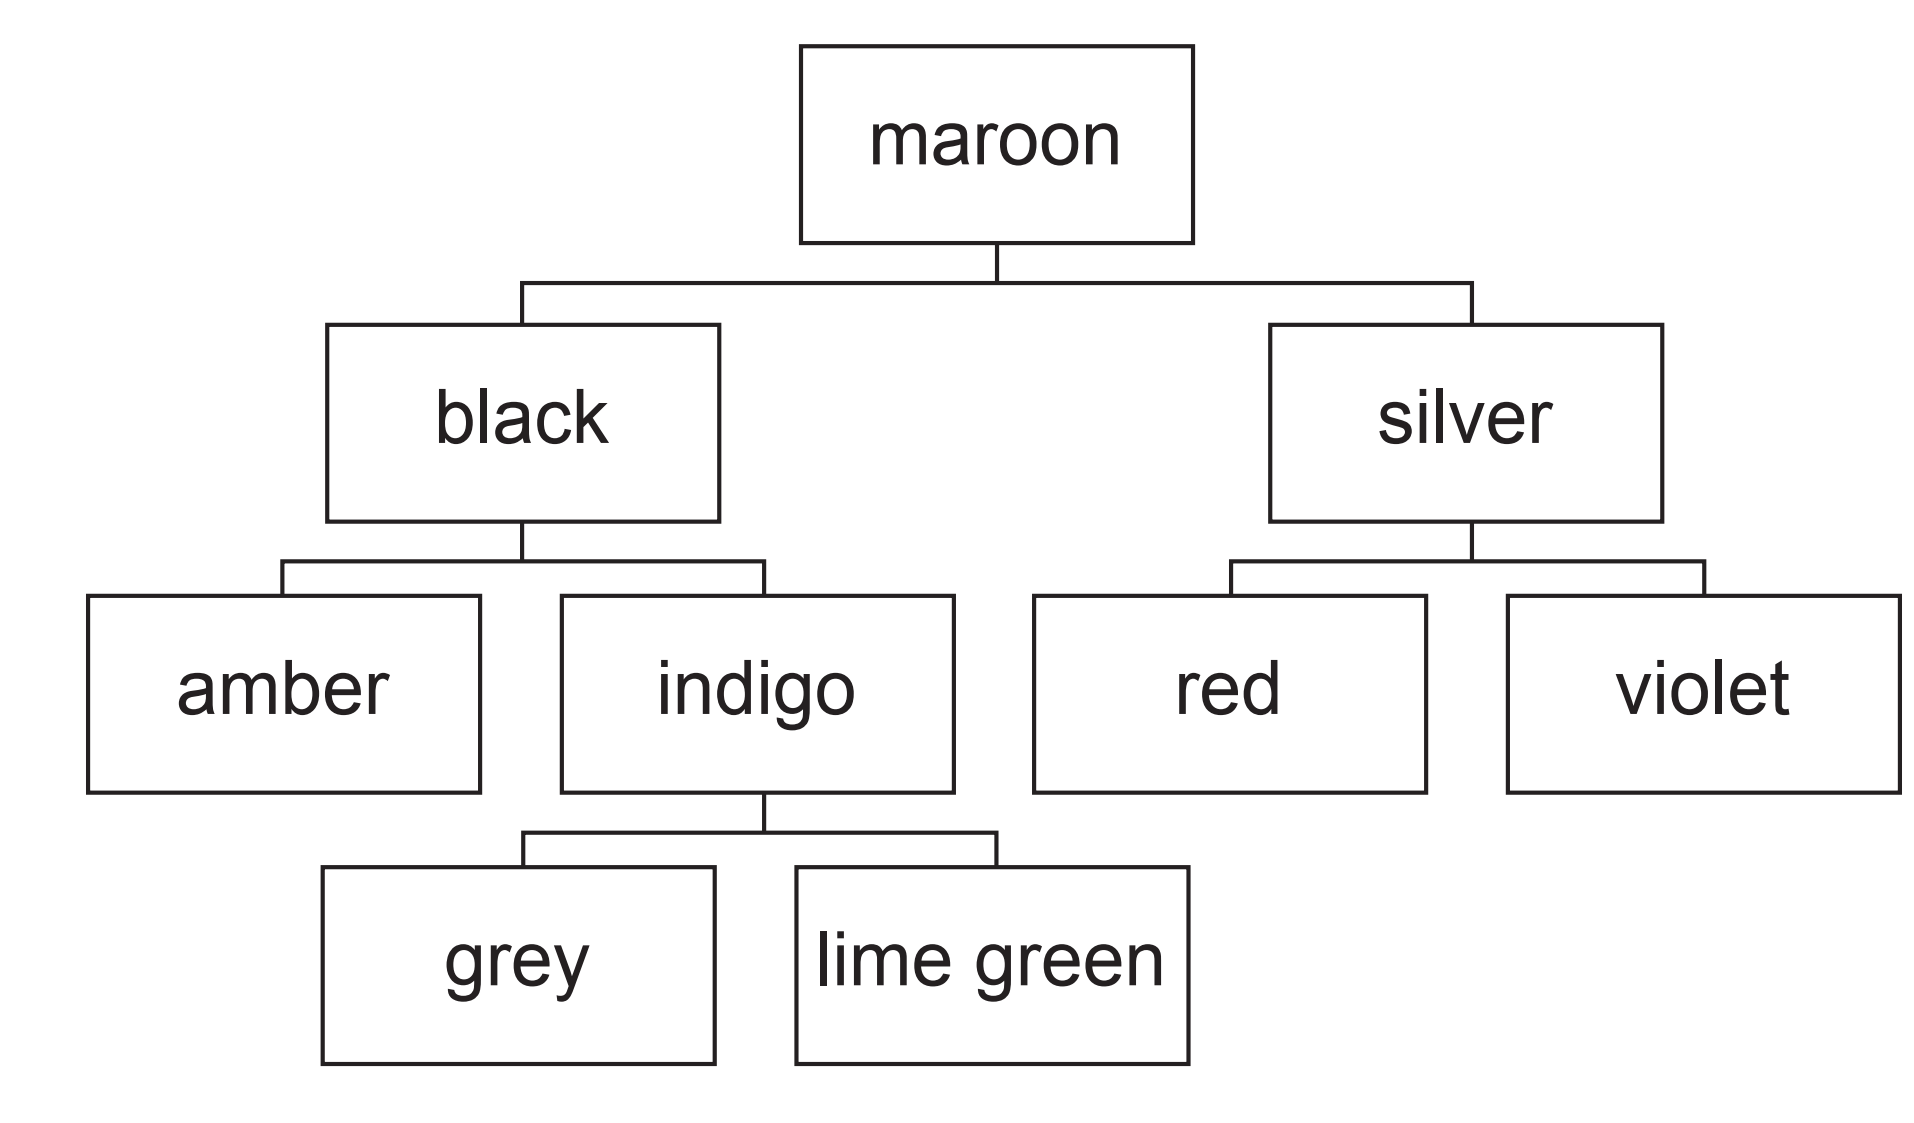 maroon
black
silver
amber
indigo
red
violet
grey
lime green